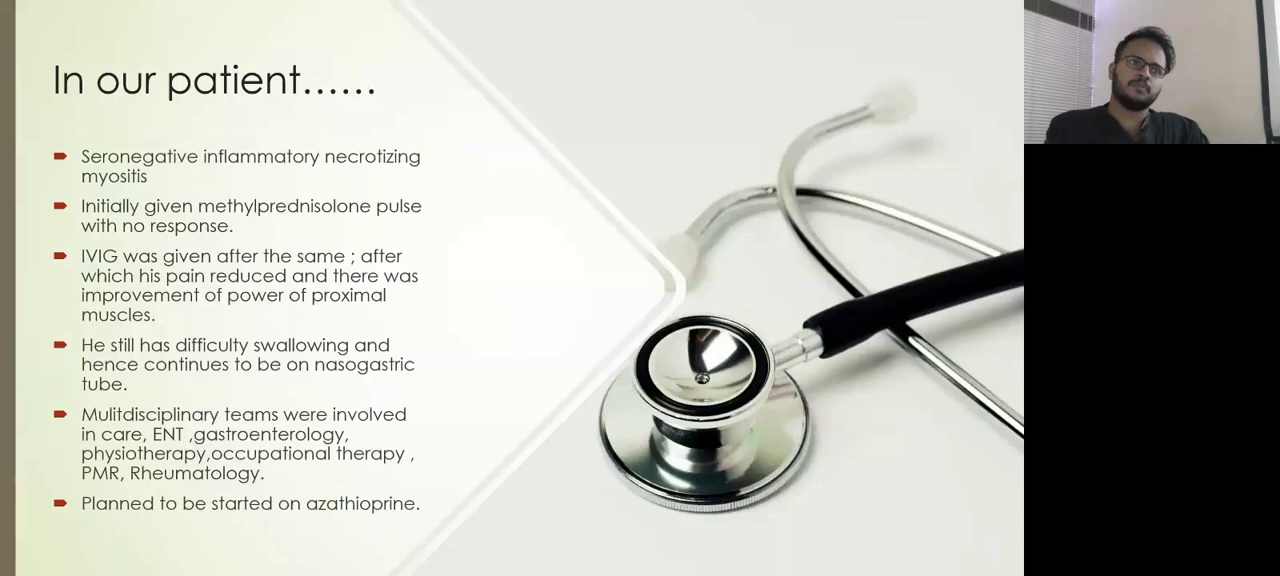 In our patient......
Seronegative inflammatory necrotizing
myositis
Initially given methylprednisolone pulse
with no response.
IVIG was given after the same ; after
which his pain reduced and there was
improvement of power of proximal
muscles.
He still has difficulty swallowing and
hence continues to be on nasogastric
tube.
Mulitdisciplinary teams were involved
in care, ENT ,gastroenterology,
physiotherapy,occupational therapy ,
PMR, Rheumatology.
Planned to be started on azathioprine.